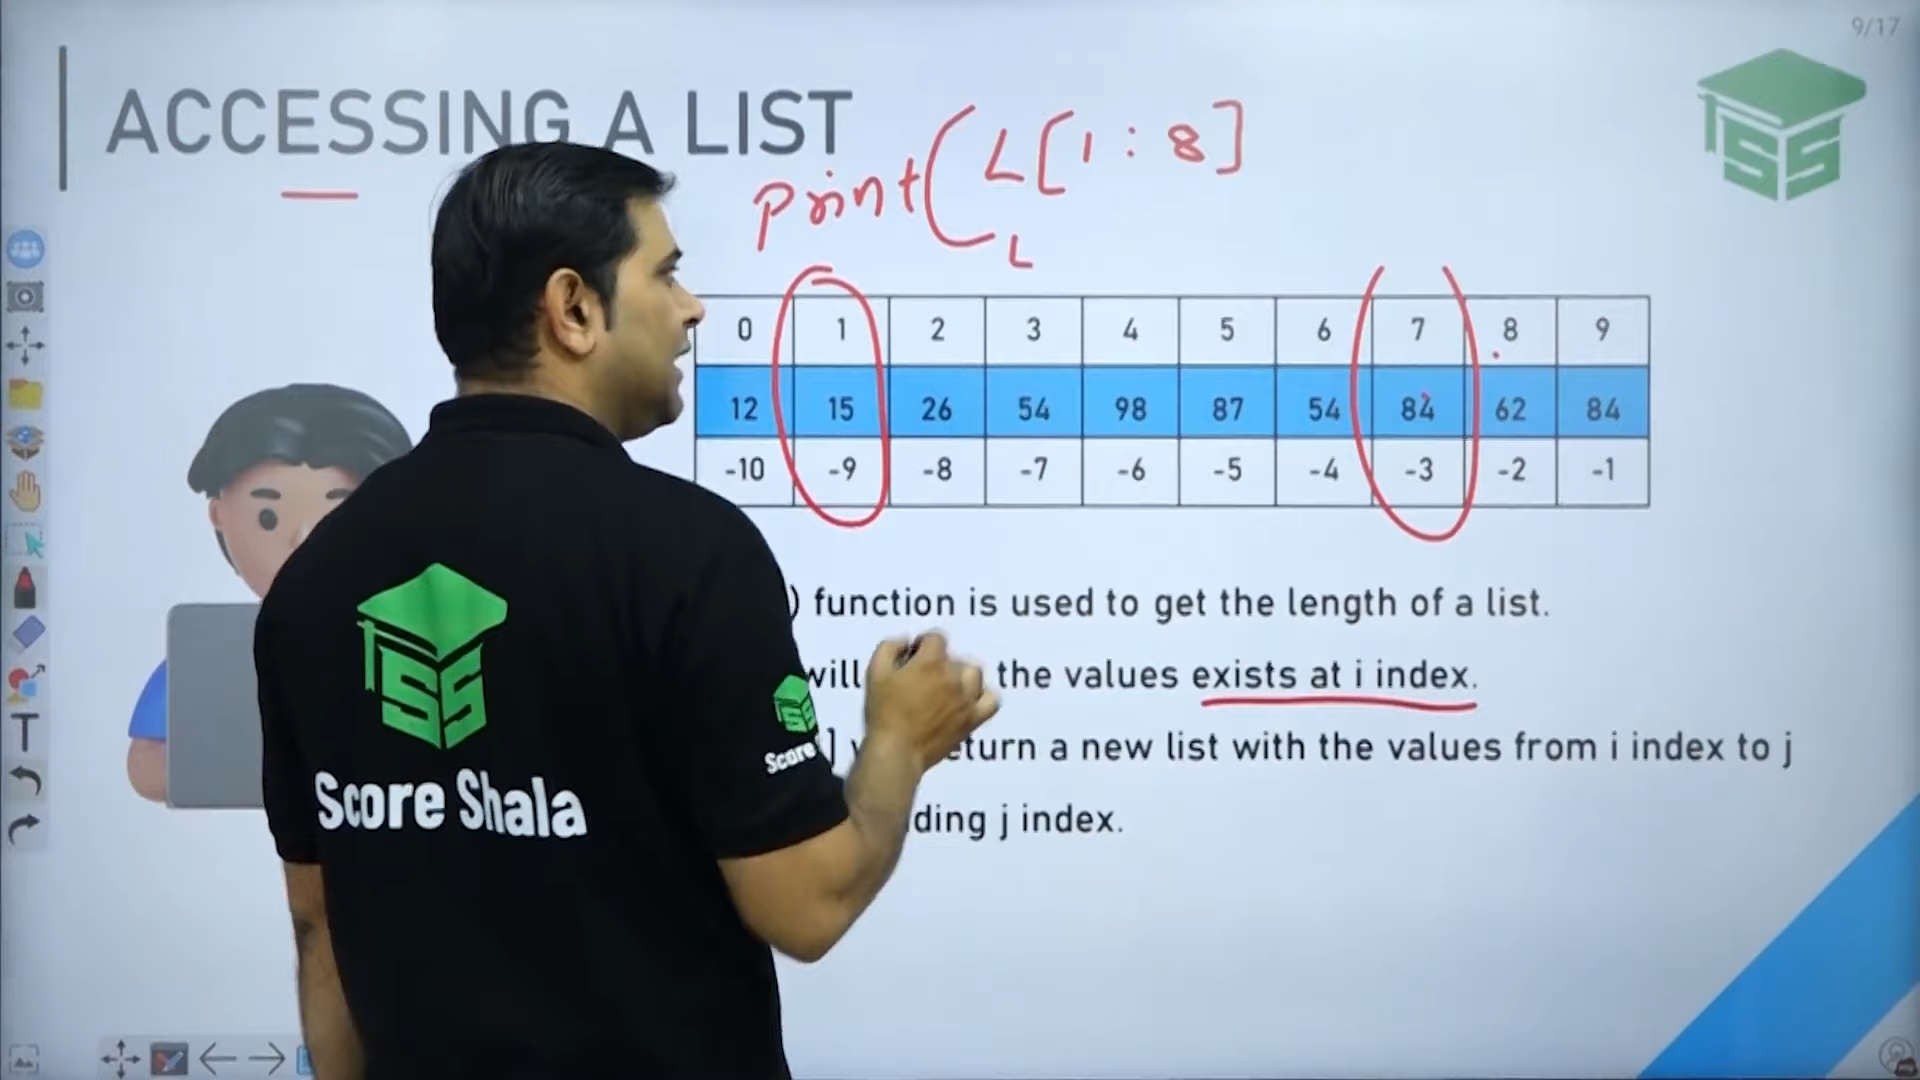 9/17
ACCESSING A LIST
print( L[1:8]
L
SS
0 1 2 3 4 5 6 7 8 9
12 15 26 54 98 87 54 84 62 84
-10 -9 -8 -7 -6 -5 -4 -3 -2 -1
) function is used to get the length of a list.
will the values exists at i index.
] a new list with the values from i index to j
j index.
SS
Score Shala
Score
T